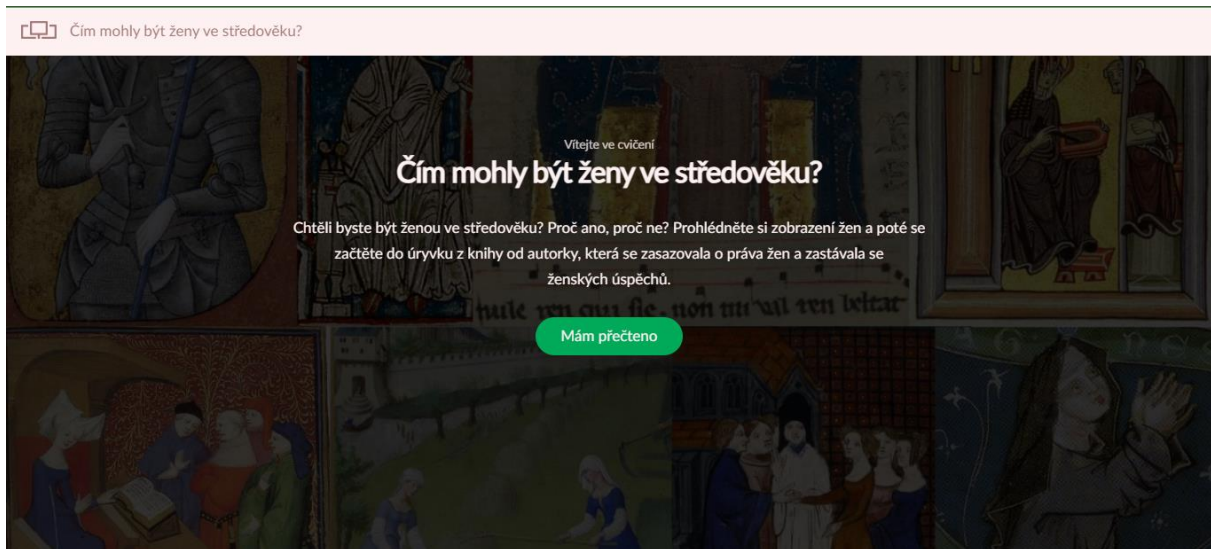 Čím mohly být ženy ve středověku?
Vítejte ve cvičení
Čím mohly být ženy ve středověku?
Chtěli byste být ženou ve středověku? Proč ano, proč ne? Prohlédněte si zobrazení žen a poté se
začtěte do úryvku z knihy od autorky, která se zasazovala o práva žen a zastávala se
ženských úspěchů.
Mám přečteno